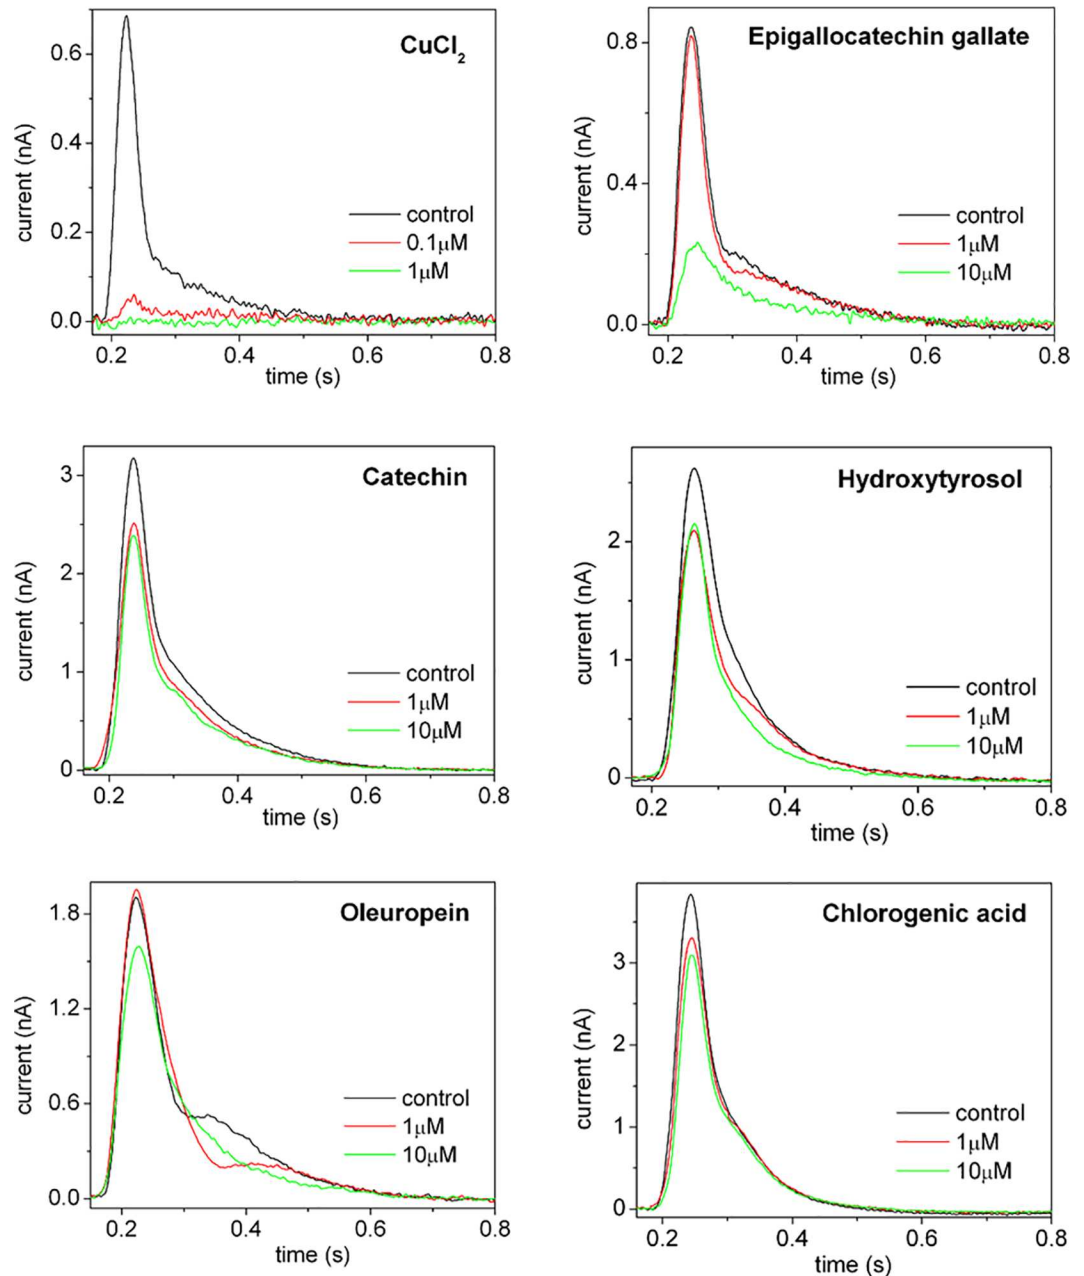 CuCl2
current (nA)
0.6
0.4
0.2
0.0
control
0.1µM
1µM
0.2 0.4 0.6 0.8
time (s)
Epigallocatechin gallate
current (nA)
0.8
0.4
0.0
control
1µM
10µM
0.2 0.4 0.6 0.8
time (s)
Catechin
current (nA)
3
2
1
0
control
1µM
10µM
0.2 0.4 0.6 0.8
time (s)
Hydroxytyrosol
current (nA)
2
1
0
control
1µM
10µM
0.2 0.4 0.6 0.8
time (s)
Oleuropein
current (nA)
1.8
1.2
0.6
0.0
control
1µM
10µM
0.2 0.4 0.6 0.8
time (s)
Chlorogenic acid
current (nA)
3
2
1
0
control
1µM
10µM
0.2 0.4 0.6 0.8
time (s)